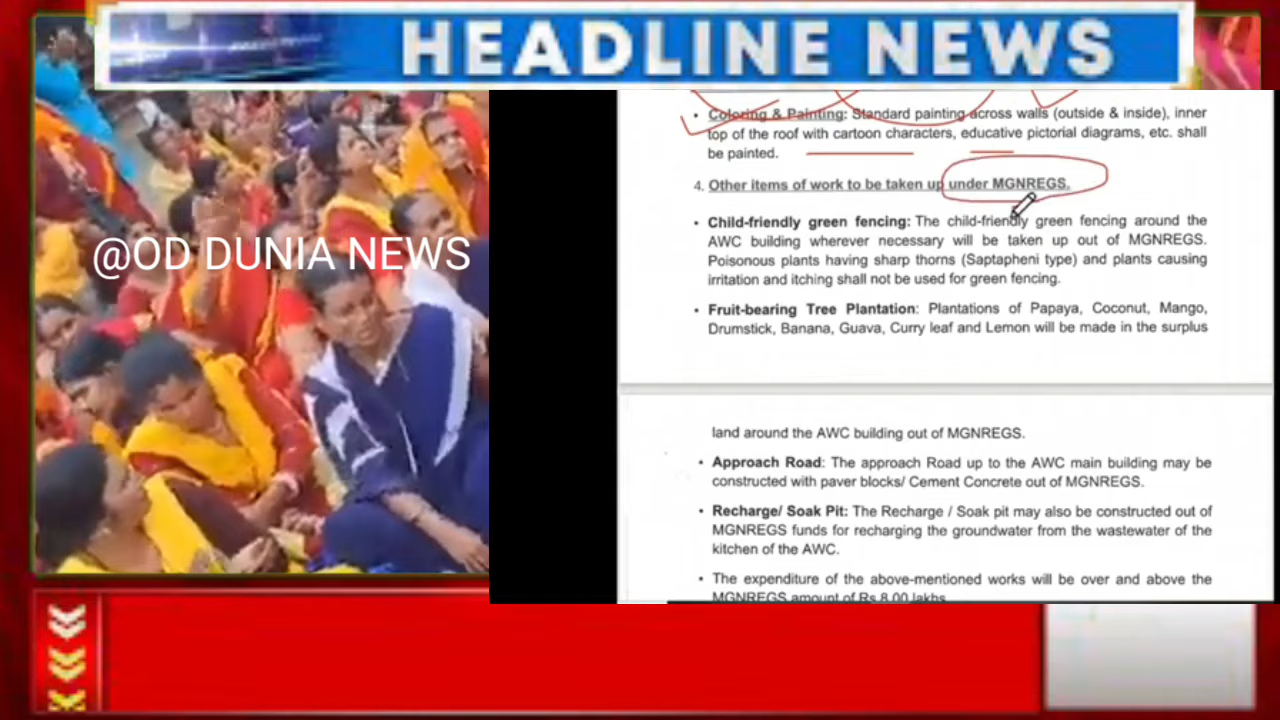 HEADLINE NEWS
@OD DUNIA NEWS
• Coloring & Painting: Standard painting across walls (outside & inside), inner
top of the roof with cartoon characters, educative pictorial diagrams, etc. shall
be painted.
4. Other items of work to be taken up under MGNREGS.
• Child-friendly green fencing: The child-friendly green fencing around the
AWC building wherever necessary will be taken up out of MGNREGS.
Poisonous plants having sharp thorns (Saptapheni type) and plants causing
irritation and itching shall not be used for green fencing.
• Fruit-bearing Tree Plantation: Plantations of Papaya, Coconut, Mango,
Drumstick, Banana, Guava, Curry leaf and Lemon will be made in the surplus
land around the AWC building out of MGNREGS.
• Approach Road: The approach Road up to the AWC main building may be
constructed with paver blocks/ Cement Concrete out of MGNREGS.
• Recharge/ Soak Pit: The Recharge / Soak pit may also be constructed out of
MGNREGS funds for recharging the groundwater from the wastewater of the
kitchen of the AWC.
• The expenditure of the above-mentioned works will be over and above the
MGNREGS amount of Rs 8.00 lakhs